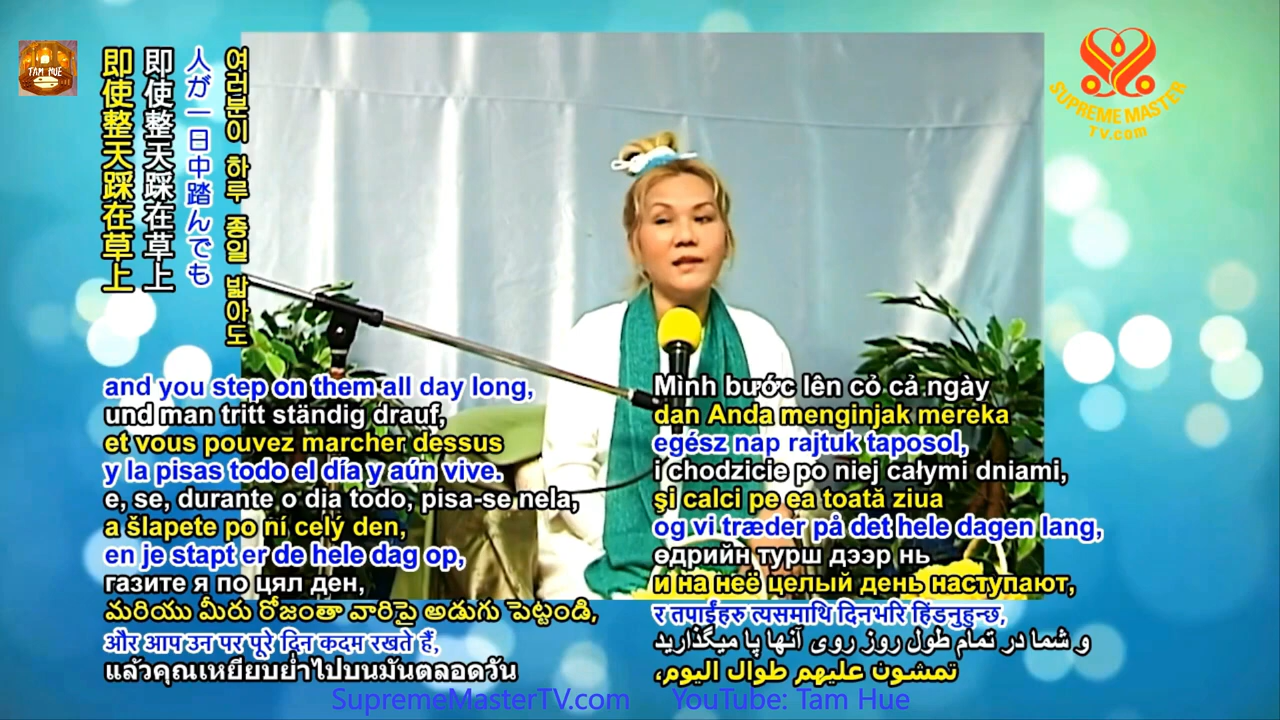 TAM HUE
여러분이 하루 종일 밟아도
人が一日中踏んでも
即使整天踩在草上
即使整天踩在草上
SUPREME MASTER
TV.com
and you step on them all day long,
und man tritt ständig drauf,
et vous pouvez marcher dessus
y la pisas todo el día y aún vive.
e, se, durante o dia todo, pisa-se nela,
a šlapete po ní celý den,
en je stapt er de hele dag op,
газите я по цял ден,
మరియు మీరు రోజంతా వారిపై అడుగు పెట్టండి,
और आप उन पर पूरे दिन कदम रखते हैं,
แล้วคุณเหยียบย่ำไปบนมันตลอดวัน
Mình bước lên cỏ cả ngày
dan Anda menginjak mereka
egész nap rajtuk taposol,
i chodzicie po niej całymi dniami,
şi calci pe ea toată ziua
og vi træder på det hele dagen lang,
өдрийн турш дээр нь
и на неё целый день наступают,
र तपाईंहरु त्यसमाथि दिनभरि हिंडनुहुन्छ,
و شما در تمام طول روز روی آنها پا میگذارید
تمشون عليهم طوال اليوم،
SupremeMasterTV.com YouTube: Tam Hue